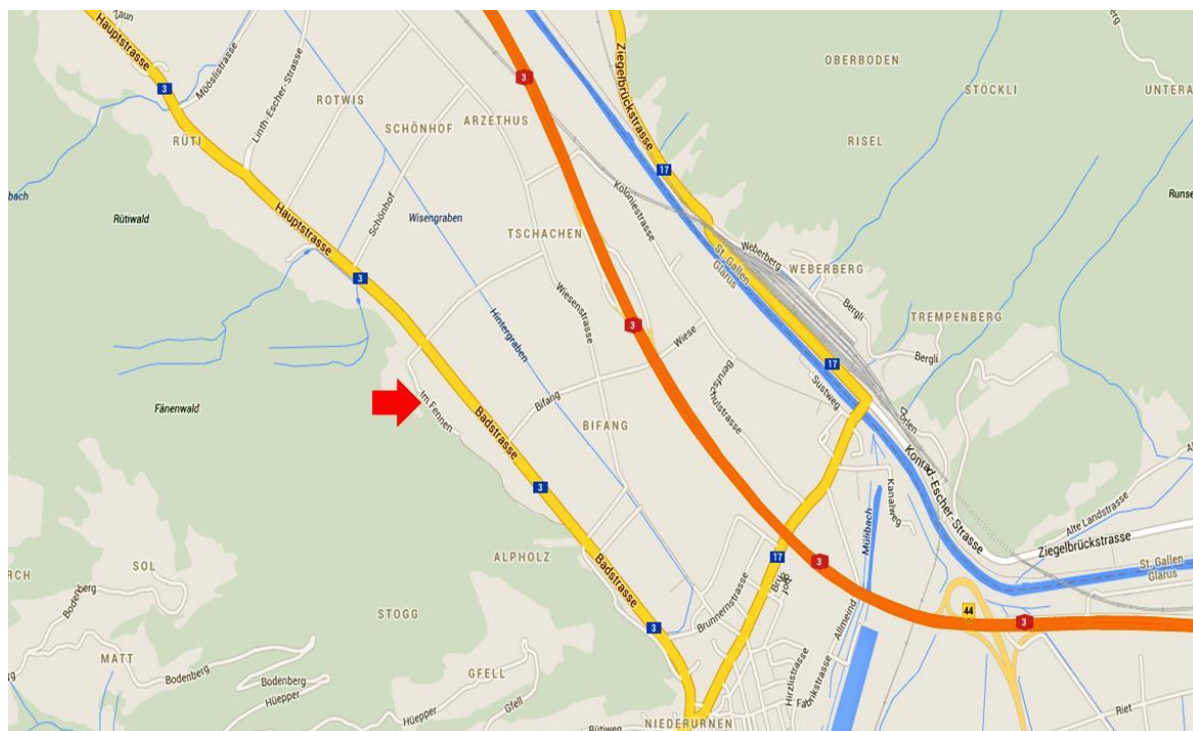 Zaun
Hauptstrasse
3
Mööslistrasse
Linth-Escher-Strasse
ROTWIS
RÜTI
SCHÖNHOF
ARZETHUS
3
Ziegelbrückstrasse
OBERBODEN
STÖCKLI
UNTERA
RISEL
17
bach
Rütiwald
Hauptstrasse
Schönhof
Wisengraben
TSCHACHEN
Koloniestrasse
Runse
Weberberg
WEBERBERG
St. Gallen
Glarus
3
Wiesenstrasse
Hintergraben
3
Wiese
Bergli
TREMPENBERG
Bergli
17
Sustweg
Fänenwald
Im Fennen
Badstrasse
Bifang
BIFANG
Konrad-Escher-Strasse
Kanalweg
Mülibach
3
Alte Landstrasse
Al
Ziegelbrückstrasse
St. Gallen
Glarus
ALPHOLZ
Badstrasse
17
3
RCH
SOL
Bodenberg
STOGG
Brunnernstrasse
Allmeind
44
3
3
MATT
Bodenberg
Bodenberg
Hüepper
GFELL
Hüepper
Gfell
Hirzlistrasse
Fabrikstrasse
Riet
NIEDERURNEN
Rütiweg